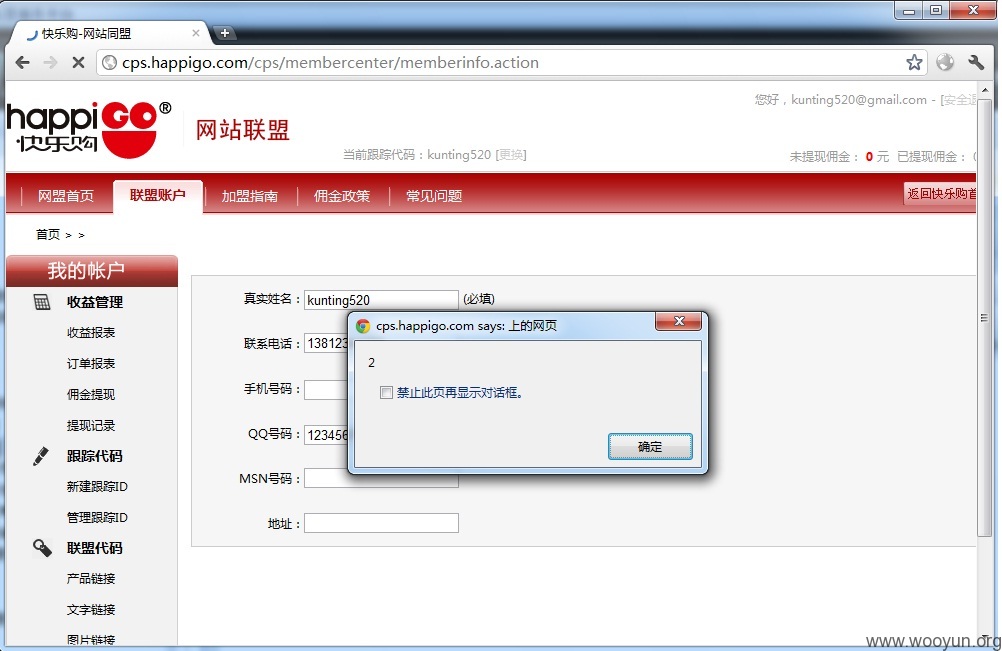 快乐购-网站同盟
cps.happigo.com/cps/membercenter/memberinfo.action
您好，kunting520@gmail.com - [安全退
happiGO®
快乐购
网站联盟
当前跟踪代码：kunting520 [更换]
未提现佣金： 0 元 已提现佣金：
网盟首页 联盟账户 加盟指南 佣金政策 常见问题 返回快乐购首
首页 > >
我的帐户
收益管理
收益报表
订单报表
佣金提现
提现记录
跟踪代码
新建跟踪ID
管理跟踪ID
联盟代码
产品链接
文字链接
图片链接
真实姓名： kunting520 (必填)
联系电话： 138123
手机号码：
QQ号码： 123456
MSN号码：
地址：
cps.happigo.com says: 上的网页
2
禁止此页再显示对话框。
确定
www.wooyun.org